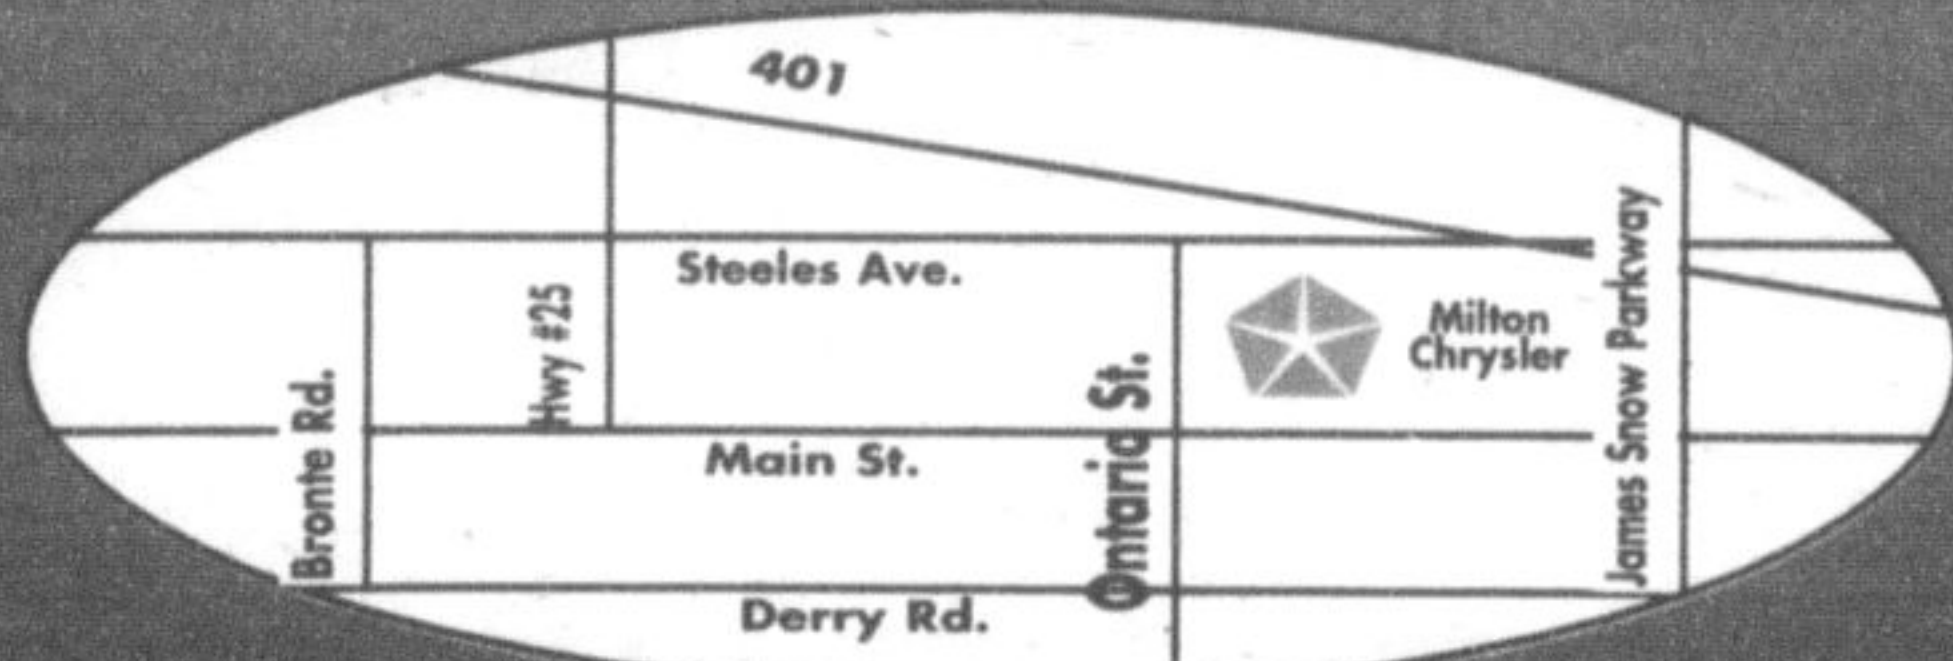 401
Steeles Ave.
Hwy #25
Milton
Chrysler
James Snow Parkway
Bronte Rd.
Ontario St.
Main St.
Derry Rd.